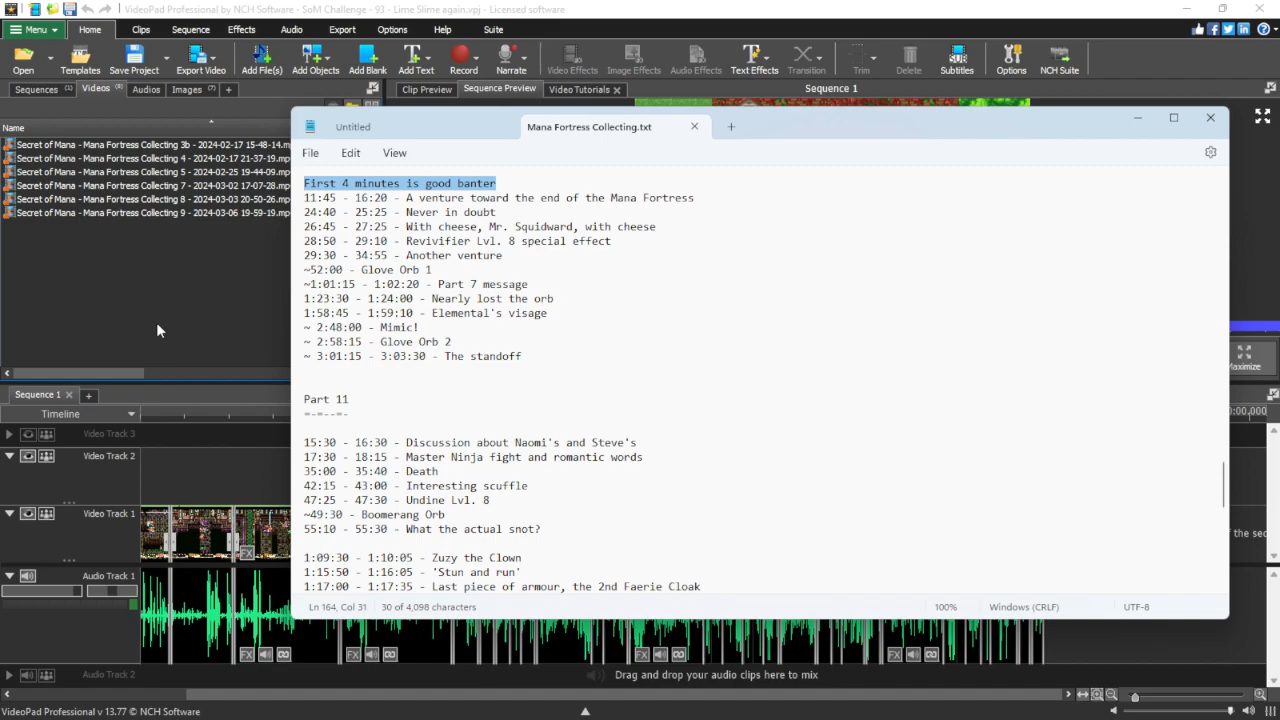 VideoPad Professional by NCH Software - SoM Challenge - 93 - Lime Slime again.vpj - Licensed software
Menu Home Clips Sequence Effects Audio Export Options Help Suite
Open Templates Save Project Export Video Add File(s) Add Objects Add Blank Add Text Record Narrate Video Effects Image Effects Audio Effects Text Effects Transition Trim Delete Subtitles Options NCH Suite
Sequences (1) Videos (8) Audios Images (7) + Clip Preview Sequence Preview Video Tutorials Sequence 1
Name
Secret of Mana - Mana Fortress Collecting 3b - 2024-02-17 15-48-14.mp
Secret of Mana - Mana Fortress Collecting 4 - 2024-02-17 21-37-19.mp
Secret of Mana - Mana Fortress Collecting 5 - 2024-02-25 19-44-09.mp
Secret of Mana - Mana Fortress Collecting 7 - 2024-03-02 17-07-28.mp
Secret of Mana - Mana Fortress Collecting 8 - 2024-03-03 20-50-26.mp
Secret of Mana - Mana Fortress Collecting 9 - 2024-03-06 19-59-19.mp
Untitled Mana Fortress Collecting.txt
File Edit View
First 4 minutes is good banter
11:45 - 16:20 - A venture toward the end of the Mana Fortress
24:40 - 25:25 - Never in doubt
26:45 - 27:25 - With cheese, Mr. Squidward, with cheese
28:50 - 29:10 - Revivifier Lvl. 8 special effect
29:30 - 34:55 - Another venture
~52:00 - Glove Orb 1
~1:01:15 - 1:02:20 - Part 7 message
1:23:30 - 1:24:00 - Nearly lost the orb
1:58:45 - 1:59:10 - Elemental's visage
~ 2:48:00 - Mimic!
~ 2:58:15 - Glove Orb 2
~ 3:01:15 - 3:03:30 - The standoff
Part 11
=-=--=-
15:30 - 16:30 - Discussion about Naomi's and Steve's
17:30 - 18:15 - Master Ninja fight and romantic words
35:00 - 35:40 - Death
42:15 - 43:00 - Interesting scuffle
47:25 - 47:30 - Undine Lvl. 8
~49:30 - Boomerang Orb
55:10 - 55:30 - What the actual snot?
1:09:30 - 1:10:05 - Zuzy the Clown
1:15:50 - 1:16:05 - 'Stun and run'
1:17:00 - 1:17:35 - Last piece of armour, the 2nd Faerie Cloak
Ln 164, Col 31 30 of 4,098 characters 100% Windows (CRLF) UTF-8
Maximize
Sequence 1
Timeline
:00,000
Video Track 3
Video Track 2
Video Track 1
the sec
Audio Track 1
FX FX FX FX FX
Audio Track 2
Drag and drop your audio clips here to mix
VideoPad Professional v 13.77 © NCH Software